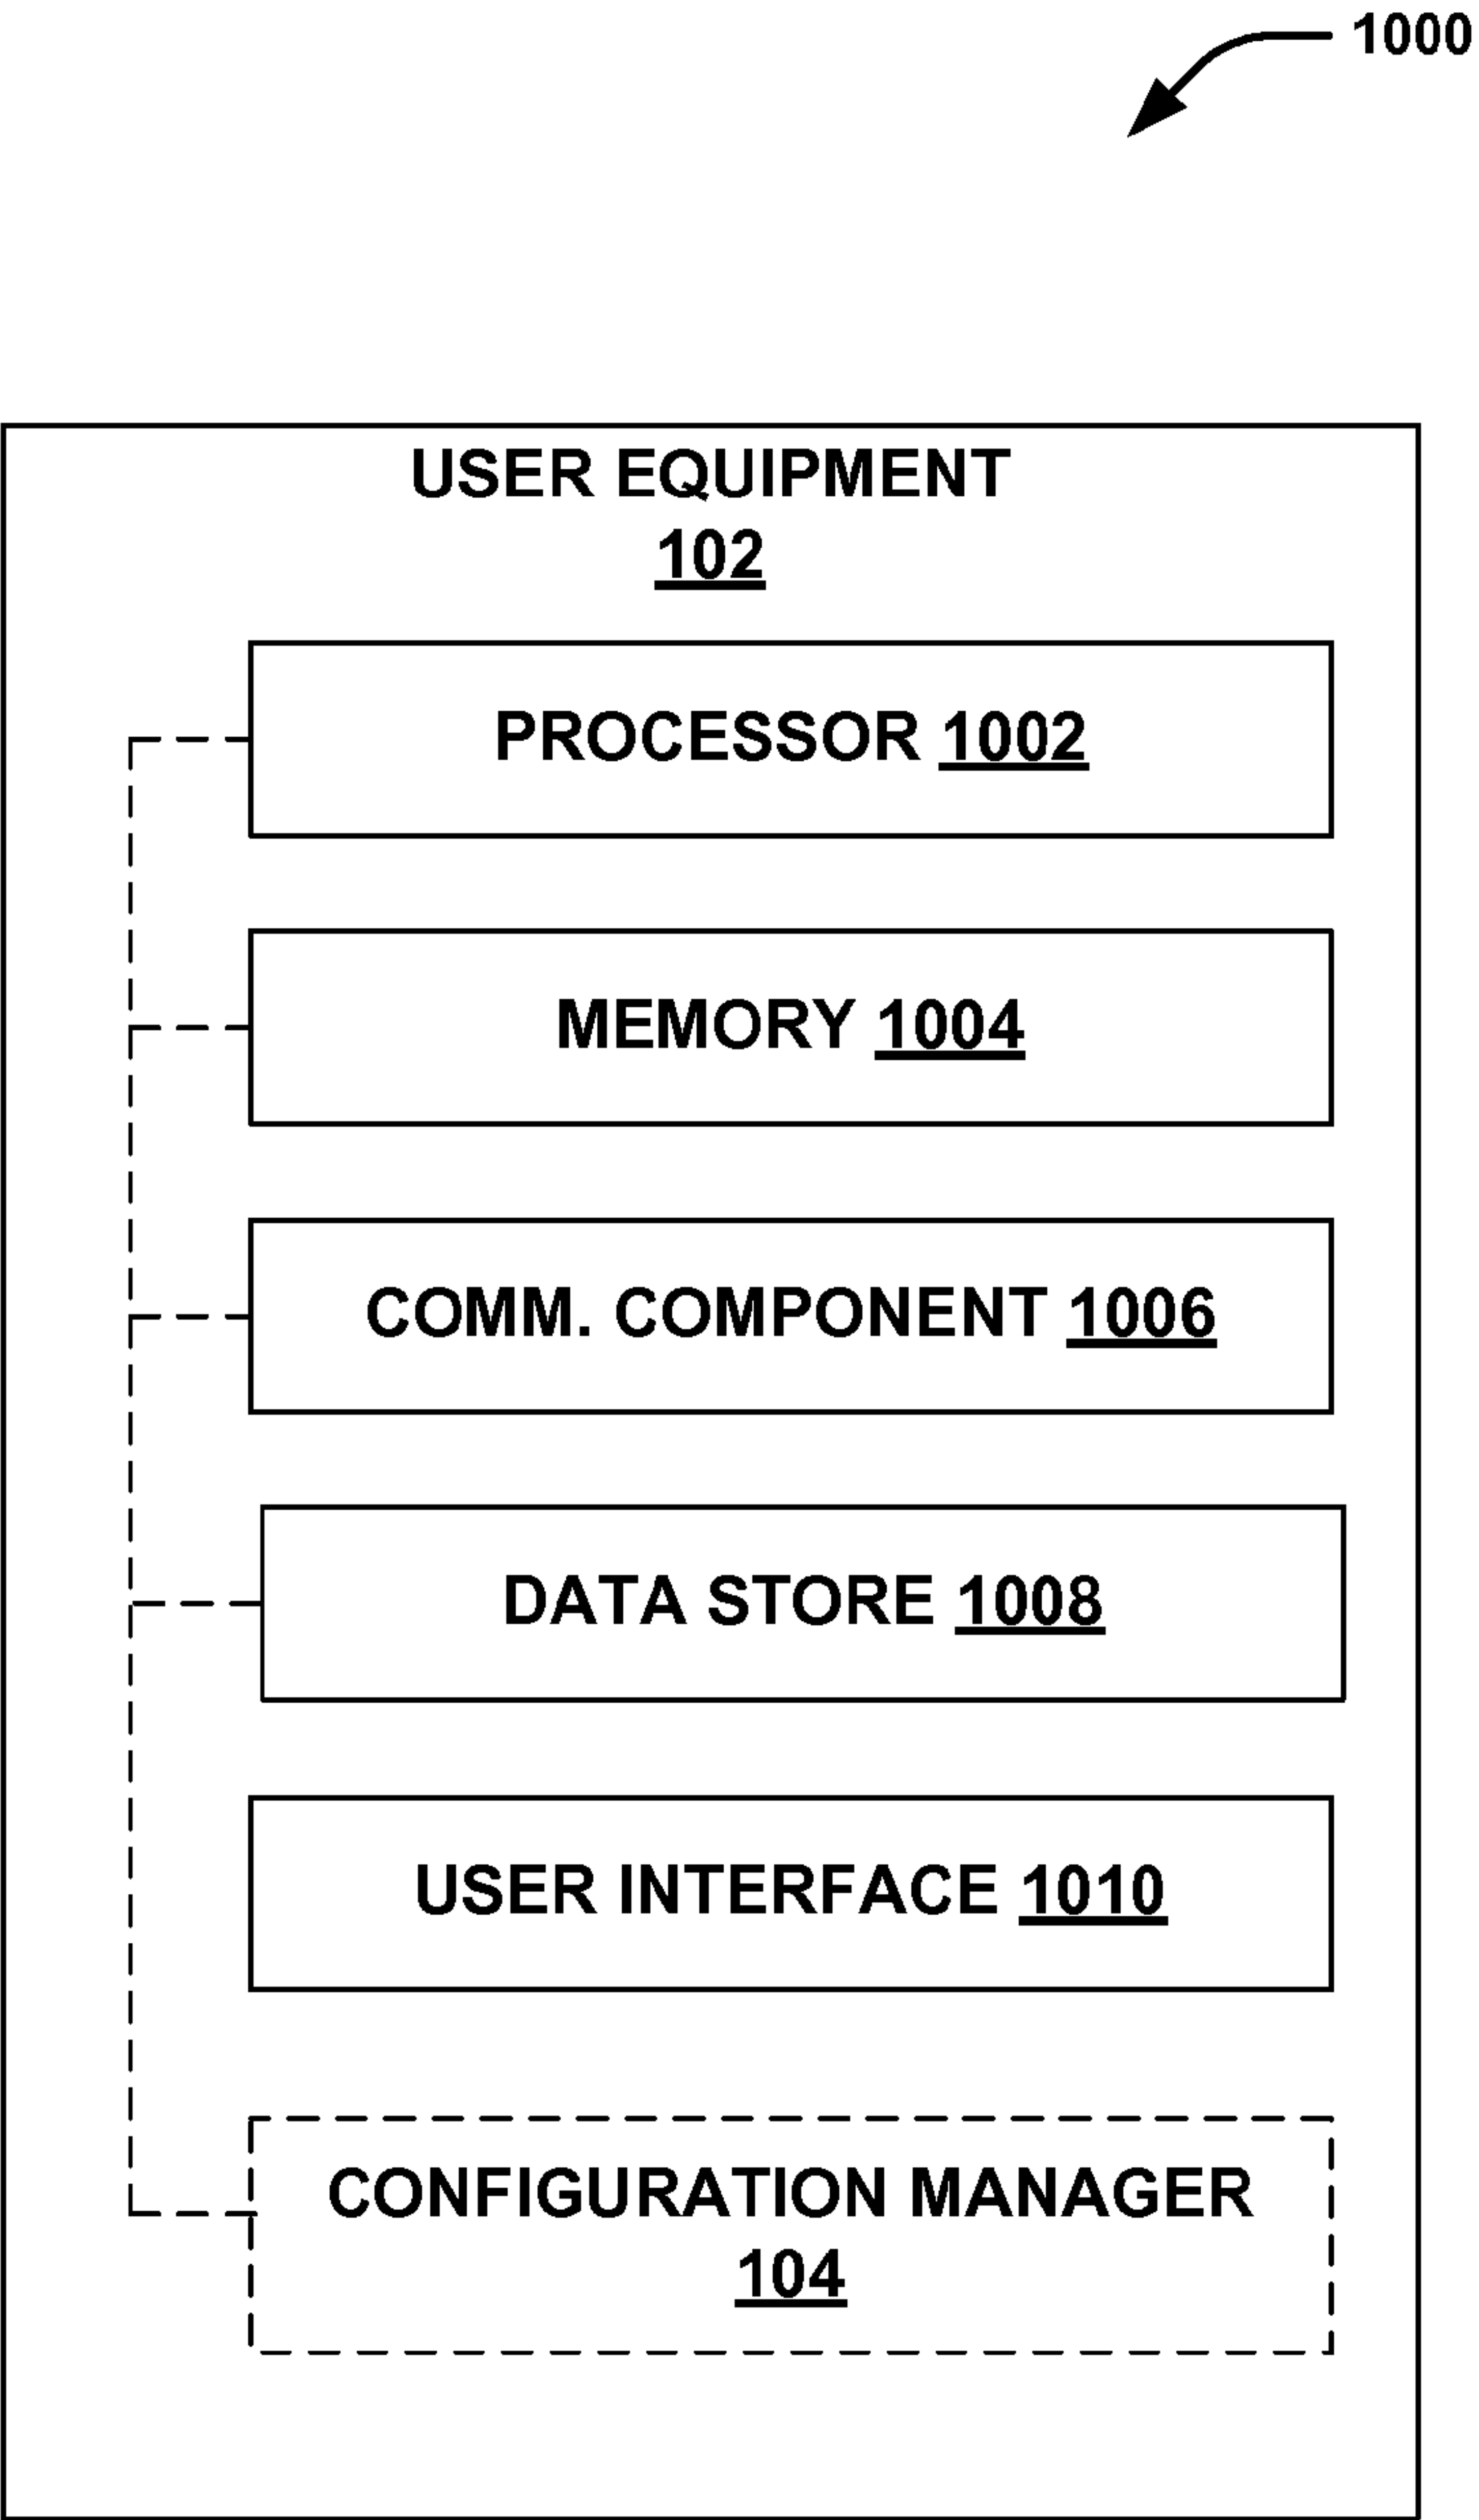 1000
USER EQUIPMENT
102
PROCESSOR 1002
MEMORY 1004
COMM. COMPONENT 1006
DATA STORE 1008
USER INTERFACE 1010
CONFIGURATION MANAGER
104